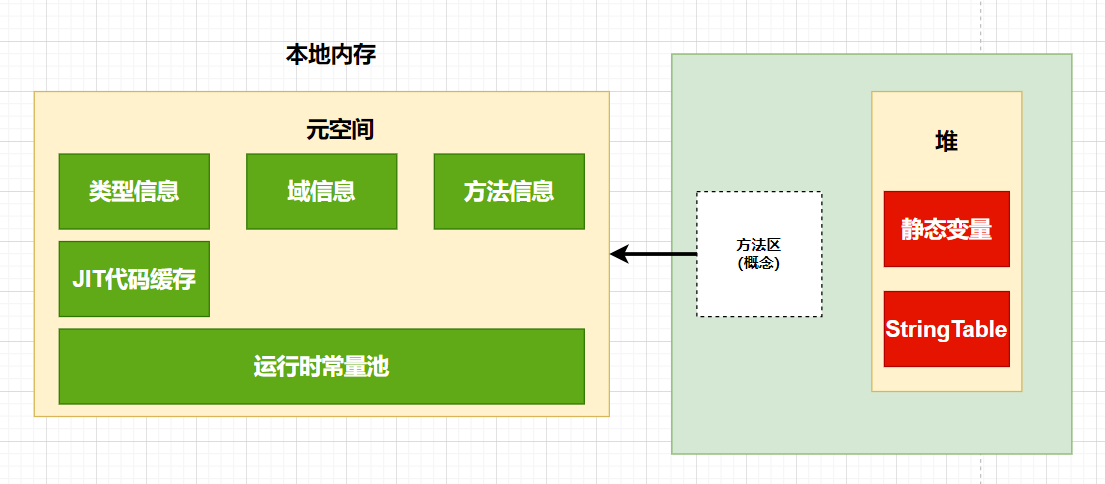 本地内存
元空间
类型信息
域信息
方法信息
JIT代码缓存
运行时常量池
方法区
(概念)
堆
静态变量
StringTable